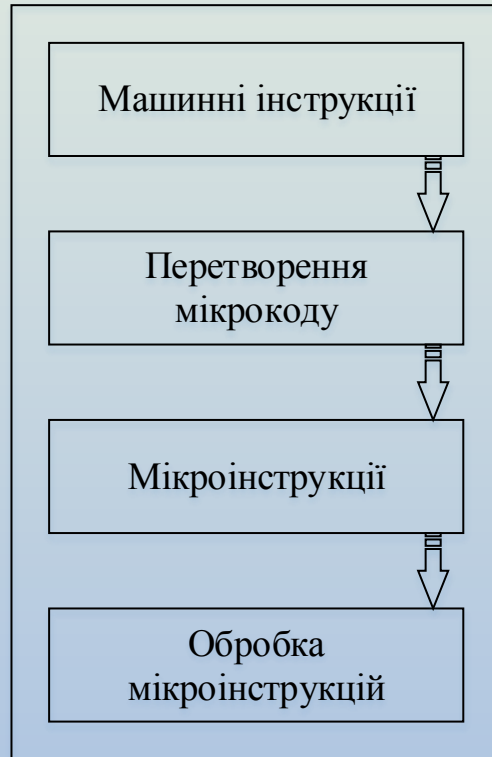 Машинні інструкції
Перетворення
мікрокоду
Мікроінструкції
Обробка
мікроінструкцій